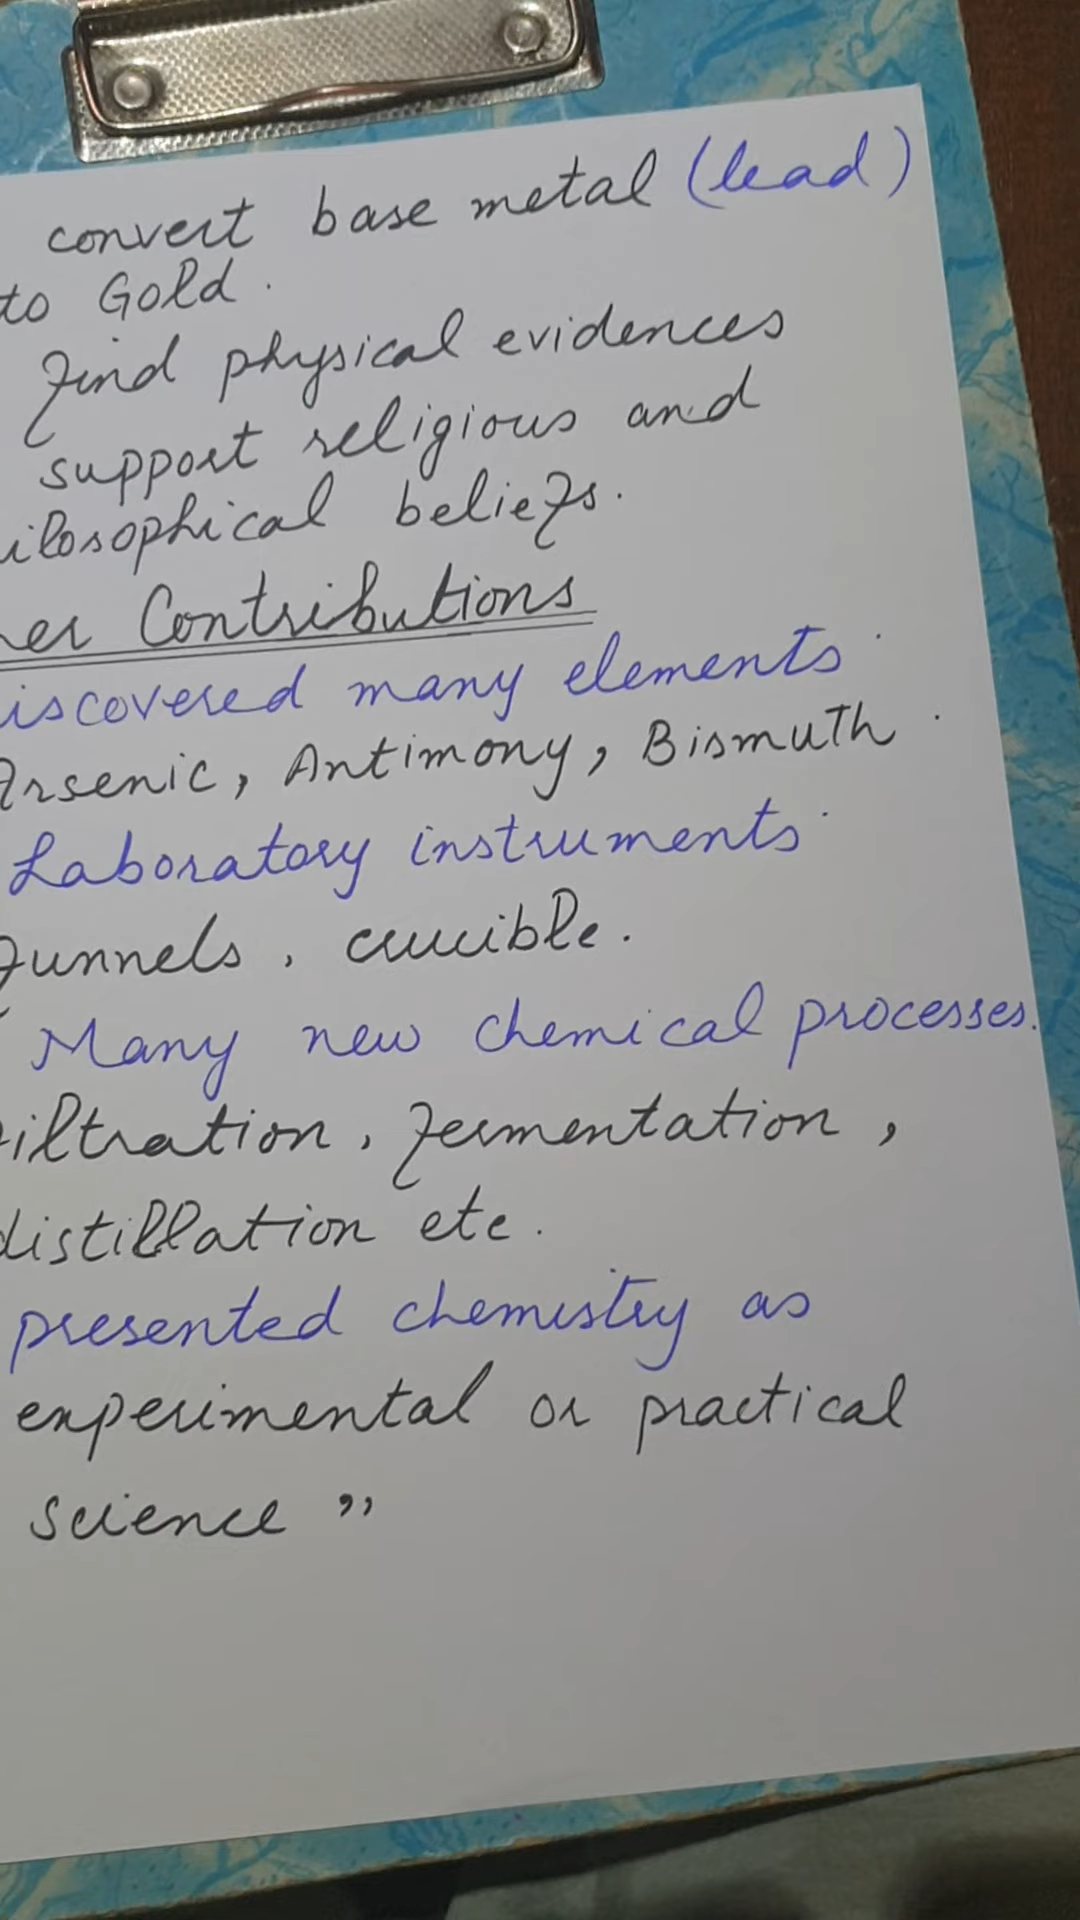 convert base metal (lead)
to Gold.
find physical evidences
support religious and
ilosophical beliefs.
er Contributions
iscovered many elements
Arsenic, Antimony, Bismuth.
Laboratory instruments
funnels, crucible.
Many new chemical processes.
iltration, fermentation,
distillation etc.
presented chemistry as
experimental or practical
science "